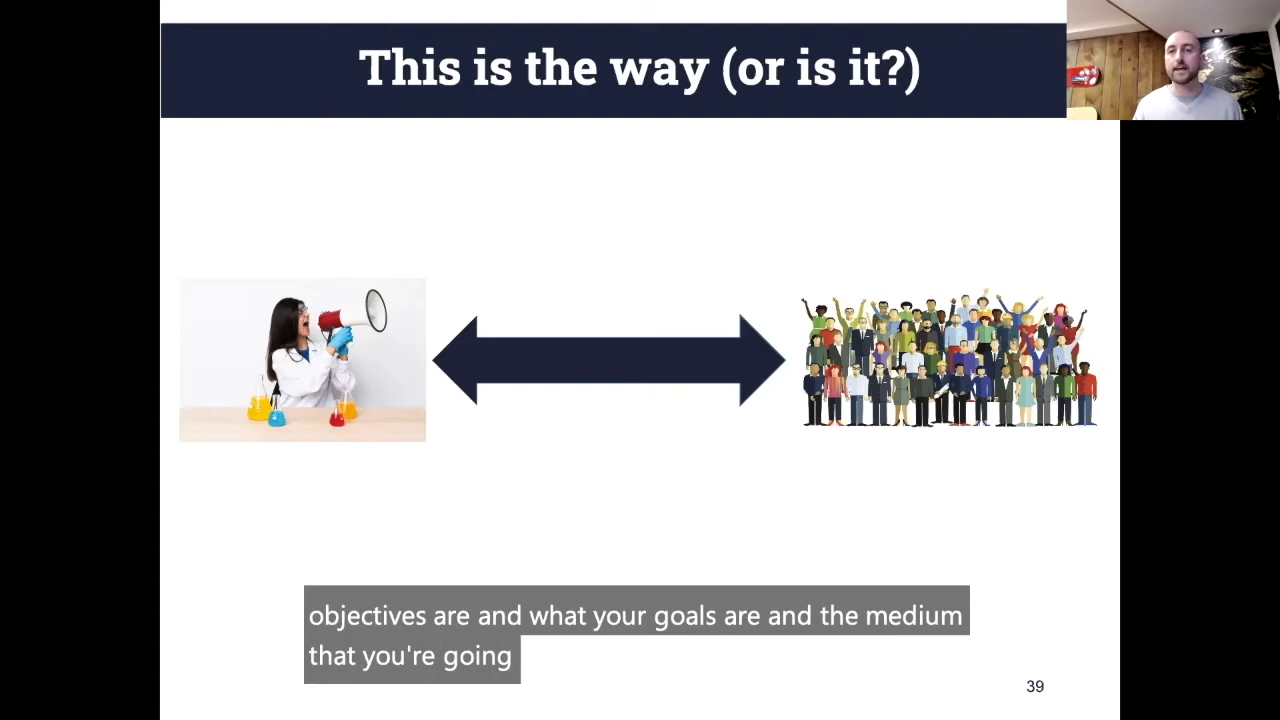 This is the way (or is it?)
objectives are and what your goals are and the medium
that you're going
39